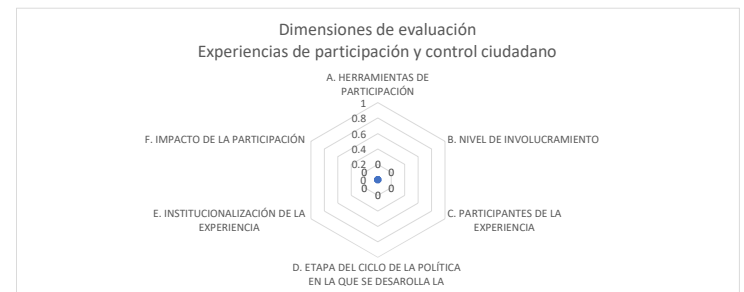 Dimensiones de evaluación
Experiencias de participación y control ciudadano
A. HERRAMIENTAS DE
PARTICIPACIÓN
1
0.8
0.6
0.4
0.2
0
0
0
0
0
0
0
B. NIVEL DE INVOLUCRAMIENTO
C. PARTICIPANTES DE LA
EXPERIENCIA
D. ETAPA DEL CICLO DE LA POLÍTICA
EN LA QUE SE DESAROLLA LA
E. INSTITUCIONALIZACIÓN DE LA
EXPERIENCIA
F. IMPACTO DE LA PARTICIPACIÓN